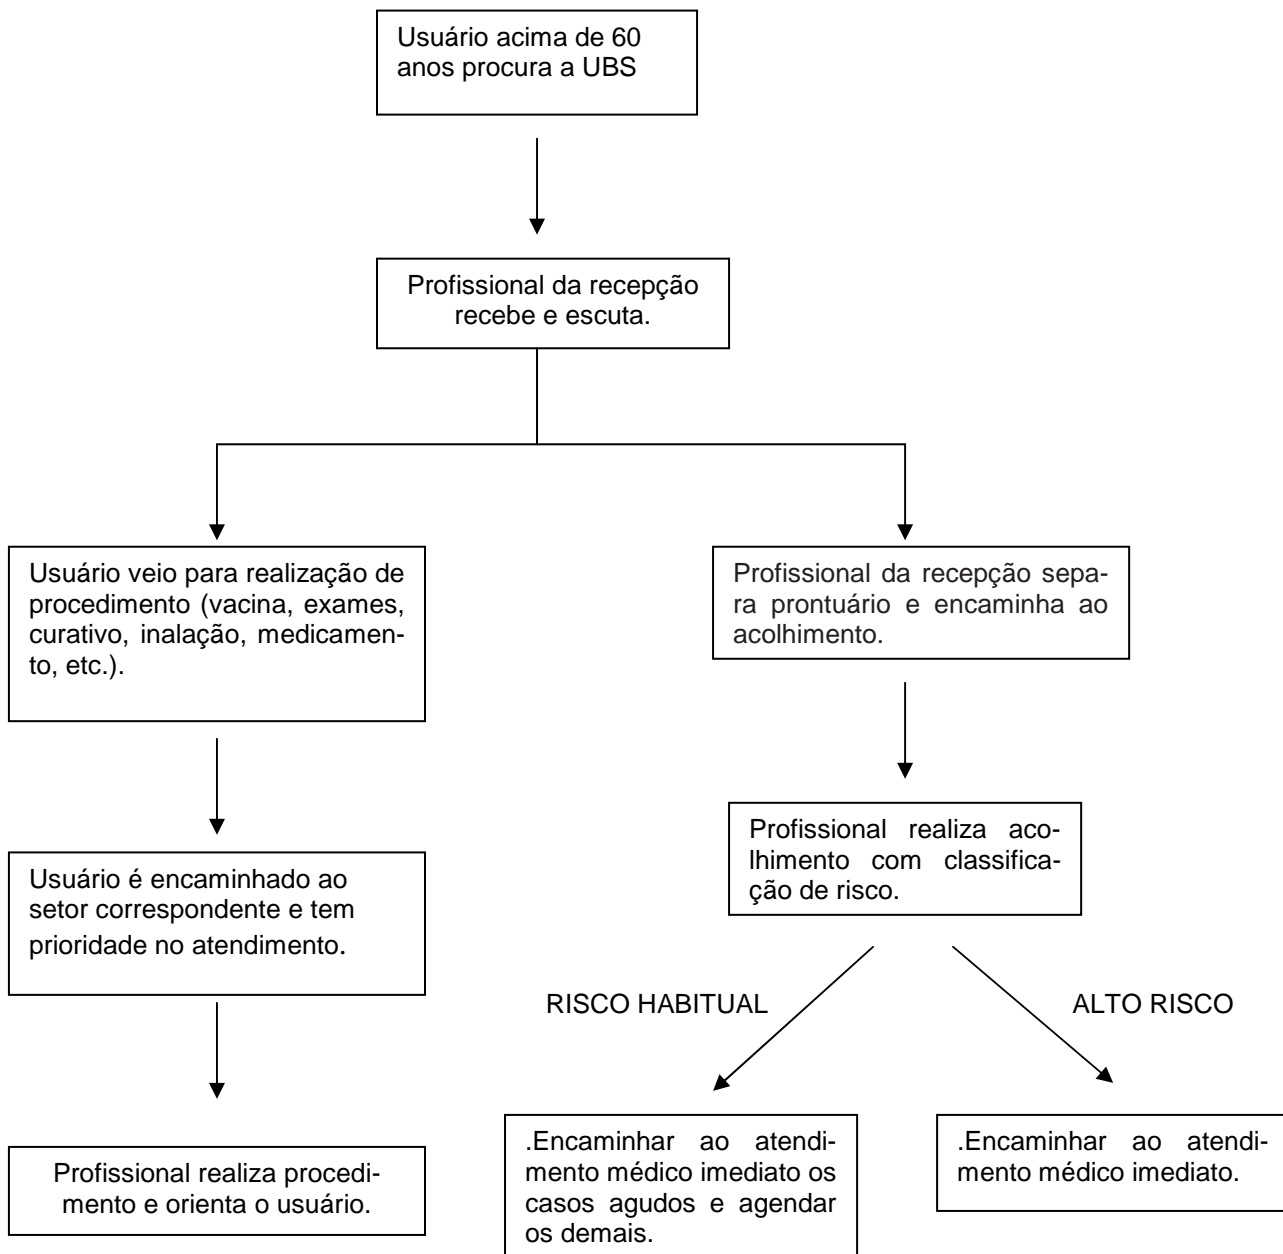 Usuário acima de 60
anos procura a UBS
Profissional da recepção
recebe e escuta.
Usuário veio para realização de
procedimento (vacina, exames,
curativo, inalação, medicamen-
to, etc.).
Profissional da recepção sepa-
ra prontuário e encaminha ao
acolhimento.
Usuário é encaminhado ao
setor correspondente e tem
prioridade no atendimento.
Profissional realiza aco-
lhimento com classifica-
ção de risco.
RISCO HABITUAL
ALTO RISCO
Profissional realiza procedi-
mento e orienta o usuário.
.Encaminhar ao atendi-
mento médico imediato os
casos agudos e agendar
os demais.
.Encaminhar ao atendi-
mento médico imediato.